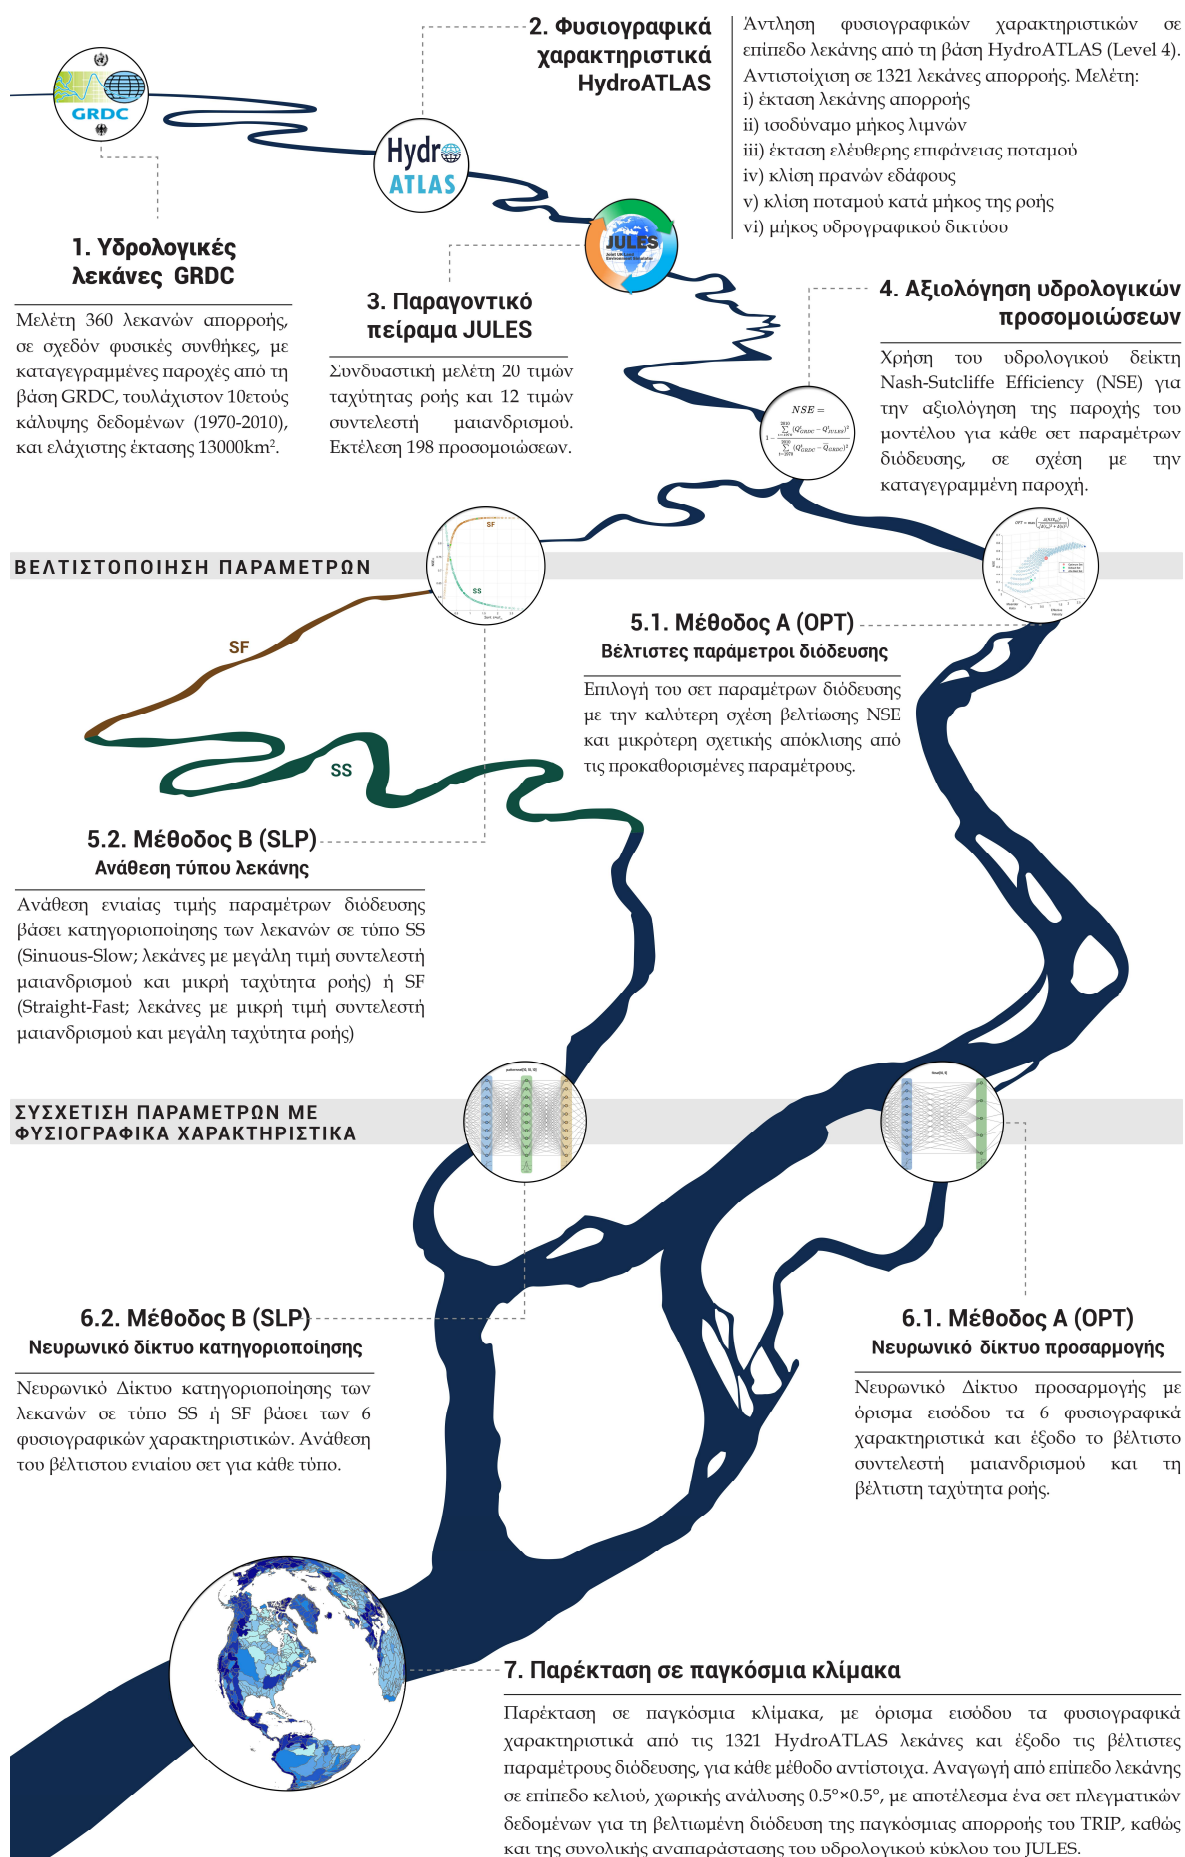 GRDC
1. Υδρολογικές
λεκάνες GRDC
Μελέτη 360 λεκανών απορροής,
σε σχεδόν φυσικές συνθήκες, με
καταγεγραμμένες παροχές από τη
βάση GRDC, τουλάχιστον 10ετούς
κάλυψης δεδομένων (1970-2010),
και ελάχιστης έκτασης 13000km².
Hydro
ATLAS
2. Φυσιογραφικά
χαρακτηριστικά
HydroATLAS
Άντληση φυσιογραφικών χαρακτηριστικών σε
επίπεδο λεκάνης από τη βάση HydroATLAS (Level 4).
Αντιστοίχιση σε 1321 λεκάνες απορροής. Μελέτη:
i) έκταση λεκάνης απορροής
ii) ισοδύναμο μήκος λιμνών
iii) έκταση ελέυθερης επιφάνειας ποταμού
iv) κλίση πρανών εδάφους
v) κλίση ποταμού κατά μήκος της ροής
vi) μήκος υδρογραφικού δικτύου
JULES
Joint UK Land
Environment Simulator
3. Παραγοντικό
πείραμα JULES
Συνδυαστική μελέτη 20 τιμών
ταχύτητας ροής και 12 τιμών
συντελεστή μαιανδρισμού.
Εκτέλεση 198 προσομοιώσεων.
4. Αξιολόγηση υδρολογικών
προσομοιώσεων
Χρήση του υδρολογικού δείκτη
Nash-Sutcliffe Efficiency (NSE) για
την αξιολόγηση της παροχής του
μοντέλου για κάθε σετ παραμέτρων
διόδευσης, σε σχέση με την
καταγεγραμμένη παροχή.
NSE =
ΒΕΛΤΙΣΤΟΠΟΙΗΣΗ ΠΑΡΑΜΕΤΡΩΝ
SF
SS
SF
SS
5.1. Μέθοδος Α (OPT)
Βέλτιστες παράμετροι διόδευσης
Επιλογή του σετ παραμέτρων διόδευσης
με την καλύτερη σχέση βελτίωσης NSE
και μικρότερη σχετικής απόκλισης από
τις προκαθορισμένες παραμέτρους.
5.2. Μέθοδος Β (SLP)
Ανάθεση τύπου λεκάνης
Ανάθεση ενιαίας τιμής παραμέτρων διόδευσης
βάσει κατηγοριοποίησης των λεκανών σε τύπο SS
(Sinuous-Slow; λεκάνες με μεγάλη τιμή συντελεστή
μαιανδρισμού και μικρή ταχύτητα ροής) ή SF
(Straight-Fast; λεκάνες με μικρή τιμή συντελεστή
μαιανδρισμού και μεγάλη ταχύτητα ροής)
ΣΥΣΧΕΤΙΣΗ ΠΑΡΑΜΕΤΡΩΝ ΜΕ
ΦΥΣΙΟΓΡΑΦΙΚΑ ΧΑΡΑΚΤΗΡΙΣΤΙΚΑ
6.2. Μέθοδος Β (SLP)
Νευρωνικό δίκτυο κατηγοριοποίησης
Νευρωνικό Δίκτυο κατηγοριοποίησης των
λεκανών σε τύπο SS ή SF βάσει των 6
φυσιογραφικών χαρακτηριστικών. Ανάθεση
του βέλτιστου ενιαίου σετ για κάθε τύπο.
6.1. Μέθοδος Α (OPT)
Νευρωνικό δίκτυο προσαρμογής
Νευρωνικό Δίκτυο προσαρμογής με
όρισμα εισόδου τα 6 φυσιογραφικά
χαρακτηριστικά και έξοδο το βέλτιστο
συντελεστή μαιανδρισμού και τη
βέλτιστη ταχύτητα ροής.
7. Παρέκταση σε παγκόσμια κλίμακα
Παρέκταση σε παγκόσμια κλίμακα, με όρισμα εισόδου τα φυσιογραφικά
χαρακτηριστικά από τις 1321 HydroATLAS λεκάνες και έξοδο τις βέλτιστες
παραμέτρους διόδευσης, για κάθε μέθοδο αντίστοιχα. Αναγωγή από επίπεδο λεκάνης
σε επίπεδο κελιού, χωρικής ανάλυσης 0.5°×0.5°, με αποτέλεσμα ένα σετ πλεγματικών
δεδομένων για τη βελτιωμένη διόδευση της παγκόσμιας απορροής του TRIP, καθώς
και της συνολικής αναπαράστασης του υδρολογικού κύκλου του JULES.